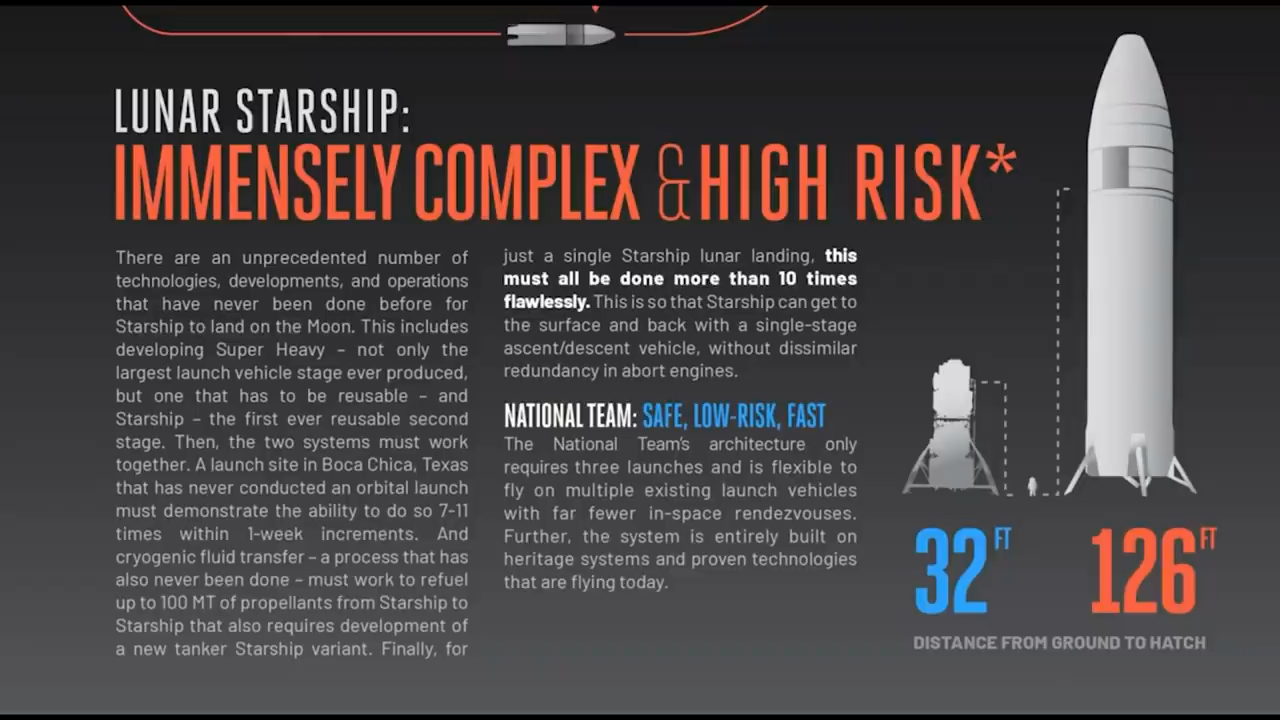 LUNAR STARSHIP:
IMMENSELY COMPLEX & HIGH RISK*
There are an unprecedented number of
technologies, developments, and operations
that have never been done before for
Starship to land on the Moon. This includes
developing Super Heavy – not only the
largest launch vehicle stage ever produced,
but one that has to be reusable – and
Starship – the first ever reusable second
stage. Then, the two systems must work
together. A launch site in Boca Chica, Texas
that has never conducted an orbital launch
must demonstrate the ability to do so 7-11
times within 1-week increments. And
cryogenic fluid transfer – a process that has
also never been done – must work to refuel
up to 100 MT of propellants from Starship to
Starship that also requires development of
a new tanker Starship variant. Finally, for
just a single Starship lunar landing, this
must all be done more than 10 times
flawlessly. This is so that Starship can get to
the surface and back with a single-stage
ascent/descent vehicle, without dissimilar
redundancy in abort engines.
NATIONAL TEAM: SAFE, LOW-RISK, FAST
The National Team's architecture only
requires three launches and is flexible to
fly on multiple existing launch vehicles
with far fewer in-space rendezvouses.
Further, the system is entirely built on
heritage systems and proven technologies
that are flying today.
32 FT
126 FT
DISTANCE FROM GROUND TO HATCH